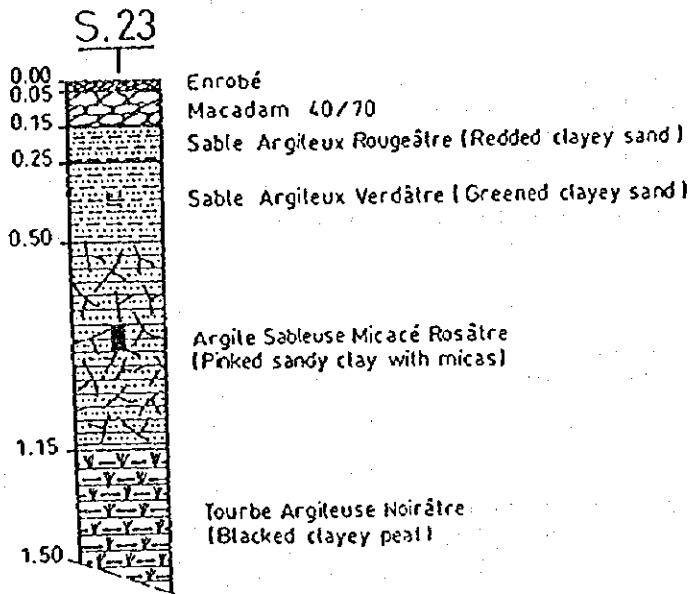 S.23
0.00 Enrobé
0.05 Macadam 40/70
0.15 Sable Argileux Rougeâtre (Redded clayey sand)
0.25
Sable Argileux Verdâtre (Greened clayey sand)
0.50
Argile Sableuse Micacé Rosâtre
(Pinked sandy clay with micas)
1.15
Tourbe Argileuse Noirâtre
(Blacked clayey peat)
1.50